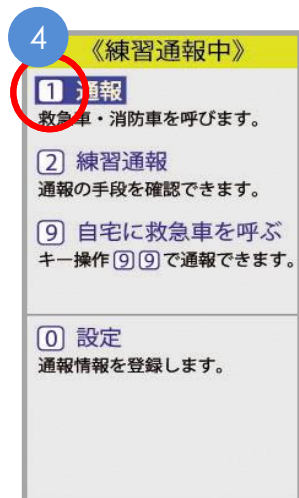 4
《練習通報中》
1 通報
救急車・消防車を呼びます。
2 練習通報
通報の手段を確認できます。
9 自宅に救急車を呼ぶ
キー操作99で通報できます。
0 設定
通報情報を登録します。